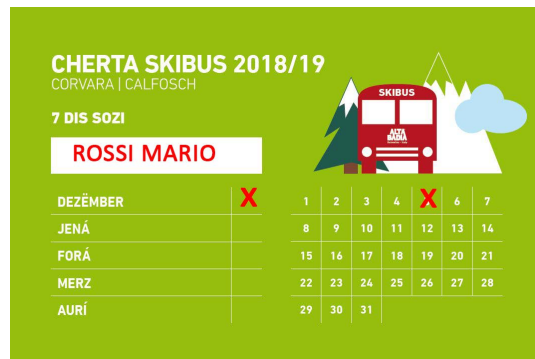 CHERTA SKIBUS 2018/19
CORVARA | CALFOSCH
SKIBUS
7 DIS SOZI
ALTA
BADIA
ROSSI MARIO
DEZËMBER X
1 2 3 4 X 6 7
JENÁ
8 9 10 11 12 13 14
FORÁ
15 16 17 18 19 20 21
MERZ
22 23 24 25 26 27 28
AURÍ
29 30 31